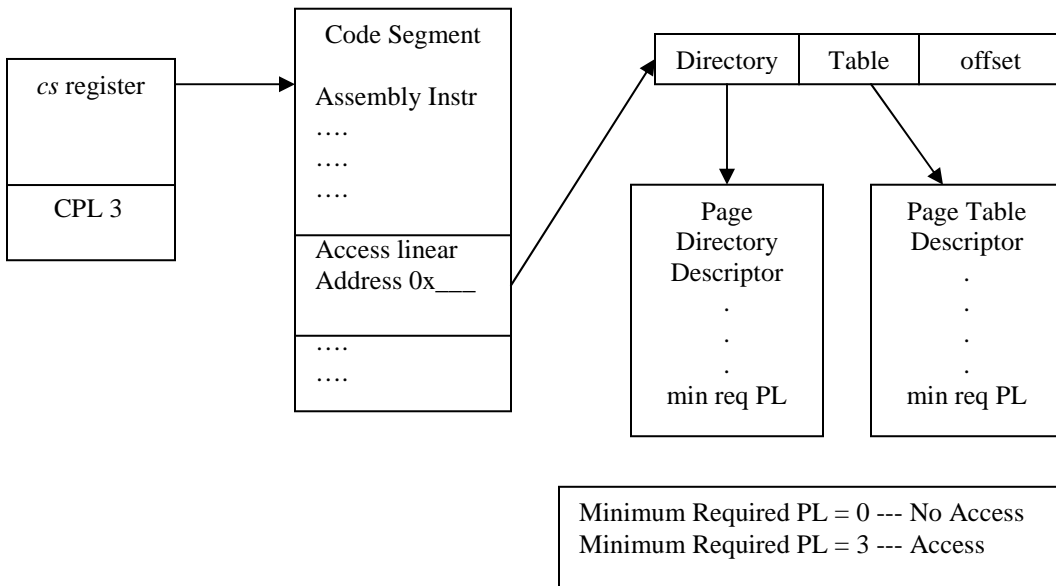 cs register
CPL 3
Code Segment
Assembly Instr
….
….
….
Access linear
Address 0x___
….
….
Directory
Table
offset
Page
Directory
Descriptor
.
.
.
min req PL
Page Table
Descriptor
.
.
.
.
min req PL
Minimum Required PL = 0 --- No Access
Minimum Required PL = 3 --- Access